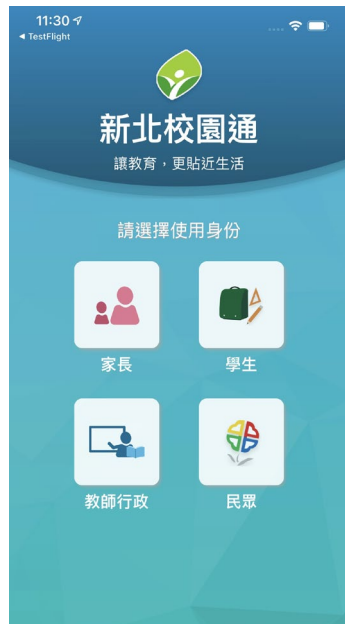 11:30
◀ TestFlight
新北校園通
讓教育，更貼近生活
請選擇使用身份
家長
學生
教師行政
民眾